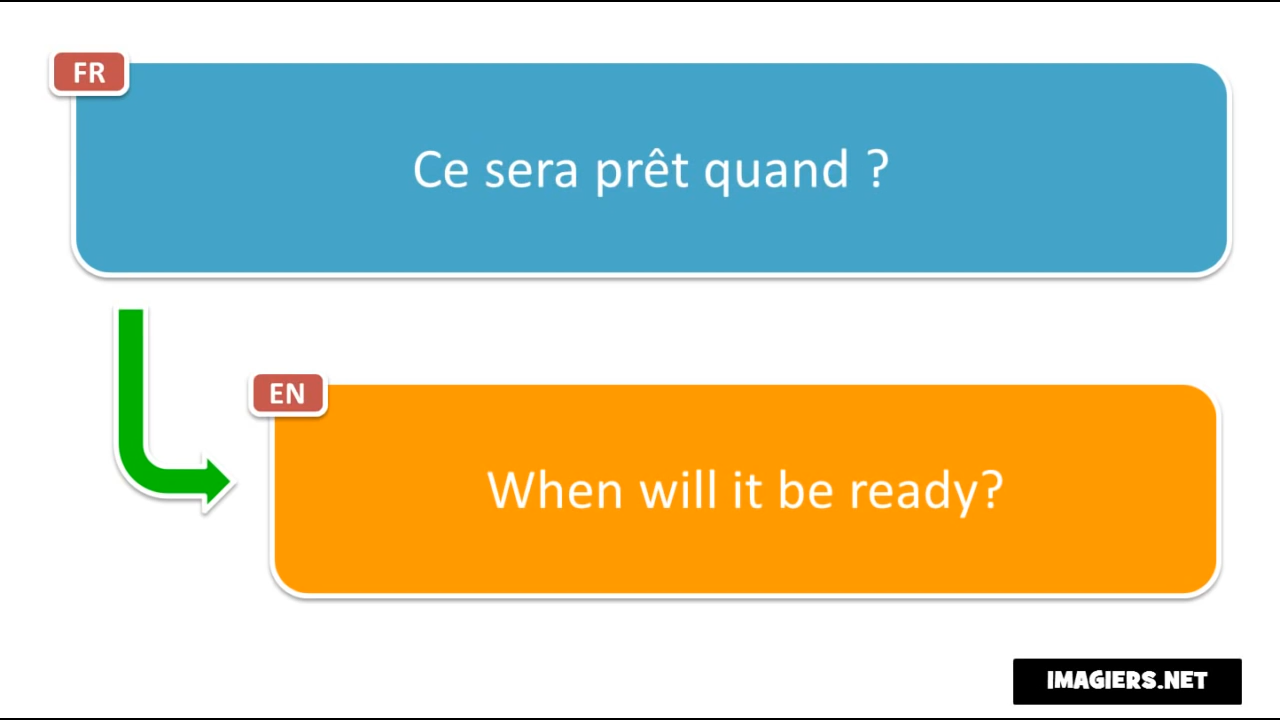 FR
Ce sera prêt quand ?
EN
When will it be ready?
IMAGIERS.NET